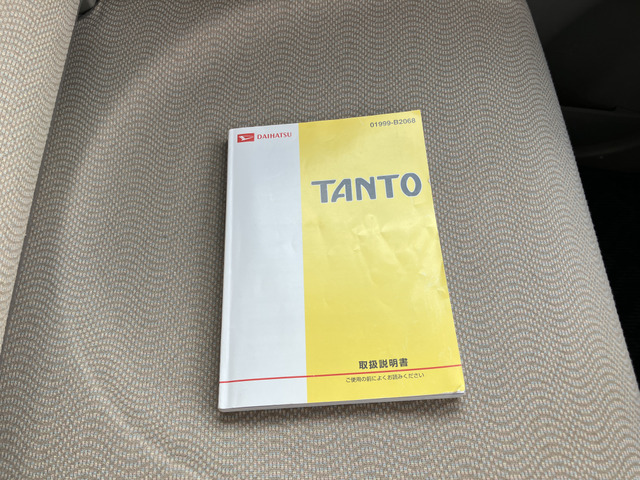 01999-B2068
DAIHATSU
TANTO
取扱説明書
ご使用の前によくお読みください